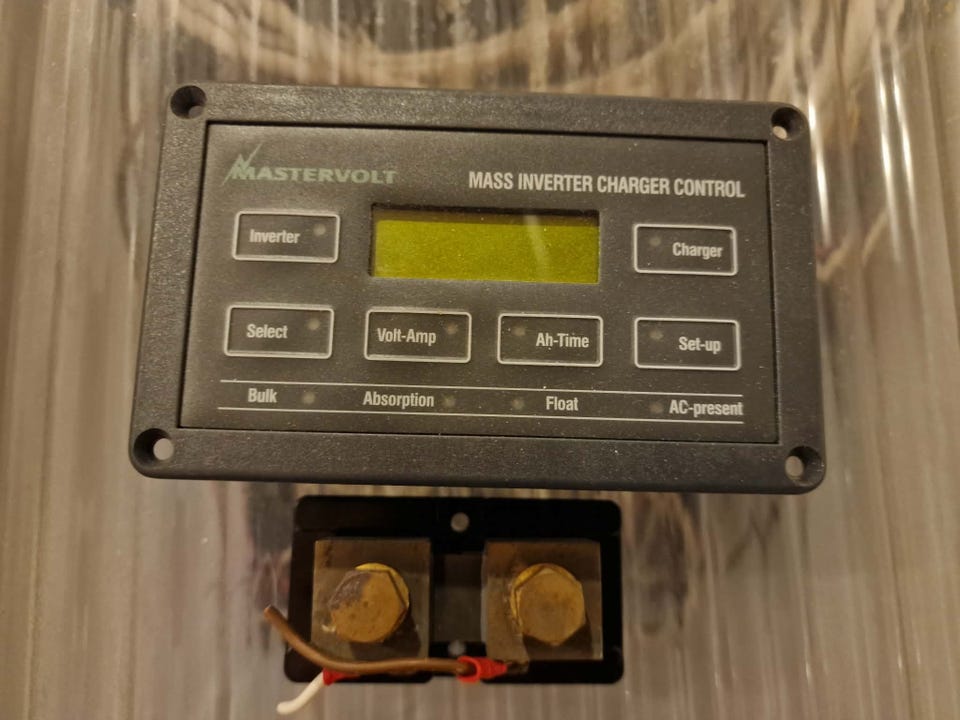 MASTERVOLT
MASS INVERTER CHARGER CONTROL
Inverter
Charger
Select
Volt-Amp
Ah-Time
Set-up
Bulk
Absorption
Float
AC-present